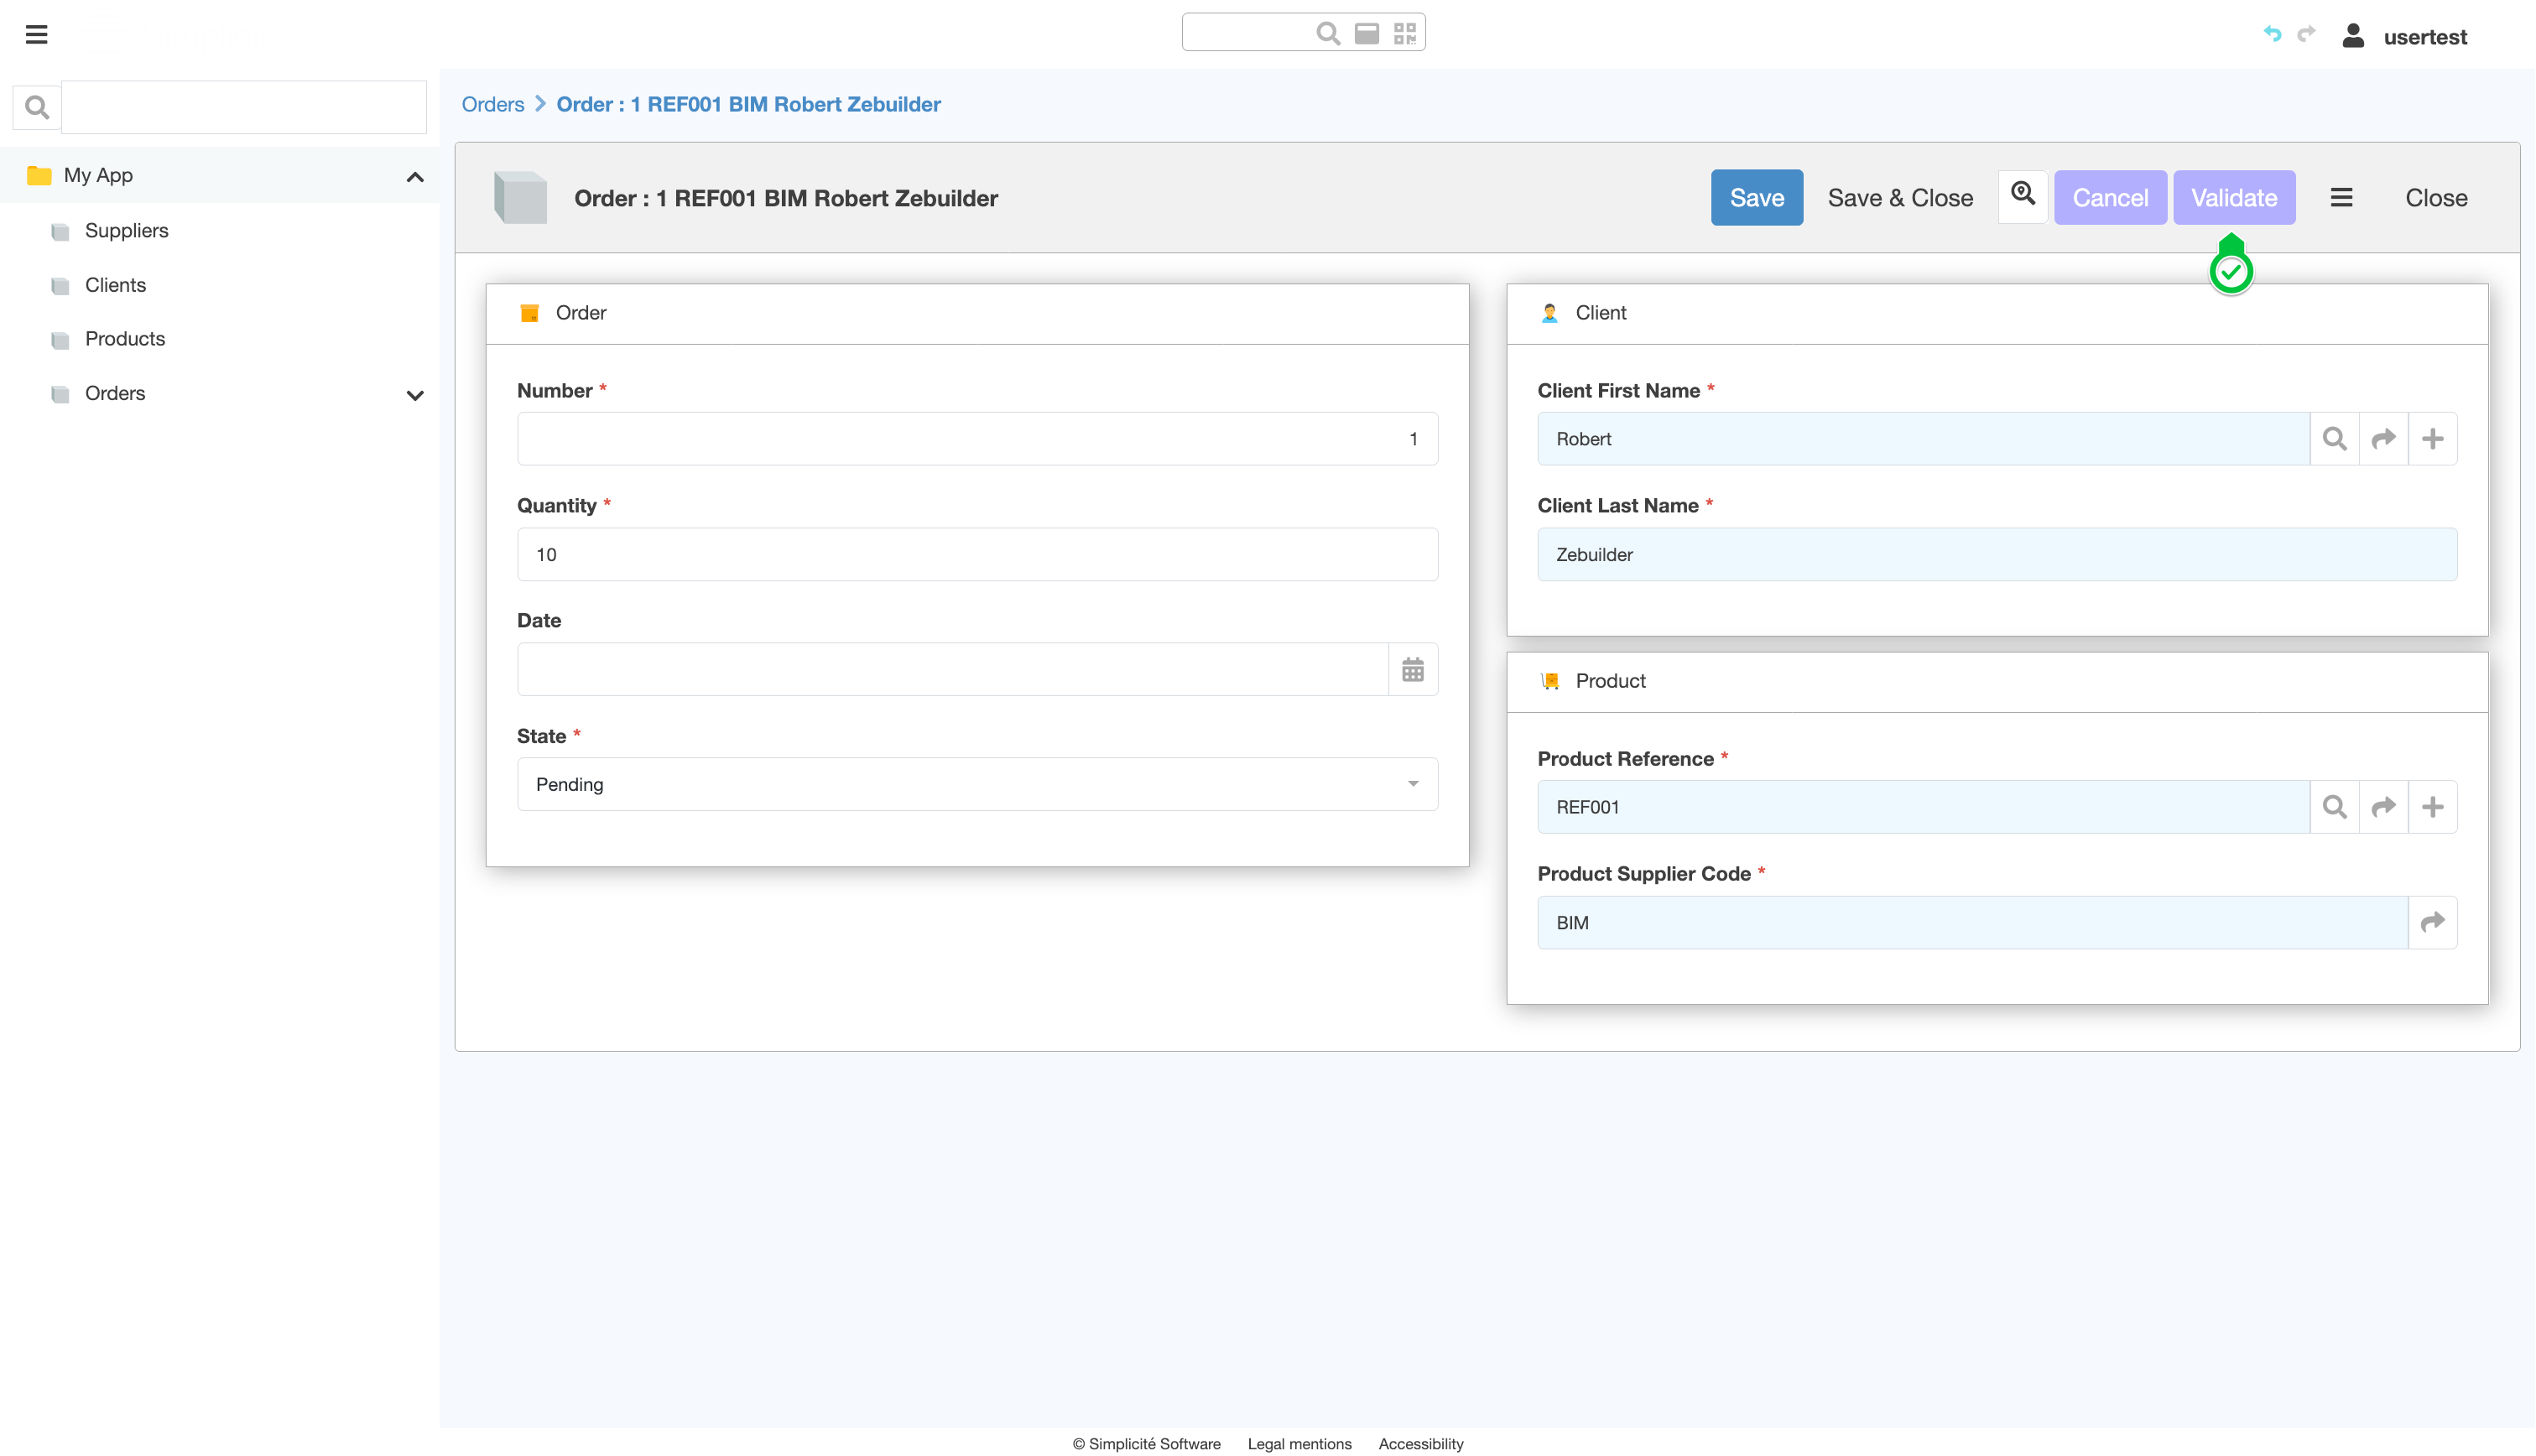 usertest
Orders
Order : 1 REF001 BIM Robert Zebuilder
My App
Suppliers
Clients
Products
Orders
Order : 1 REF001 BIM Robert Zebuilder
Save
Save & Close
Cancel
Validate
Close
Order
Number *
1
Quantity *
10
Date
State *
Pending
Client
Client First Name *
Robert
Client Last Name *
Zebuilder
Product
Product Reference *
REF001
Product Supplier Code *
BIM
© Simplicité Software
Legal mentions
Accessibility